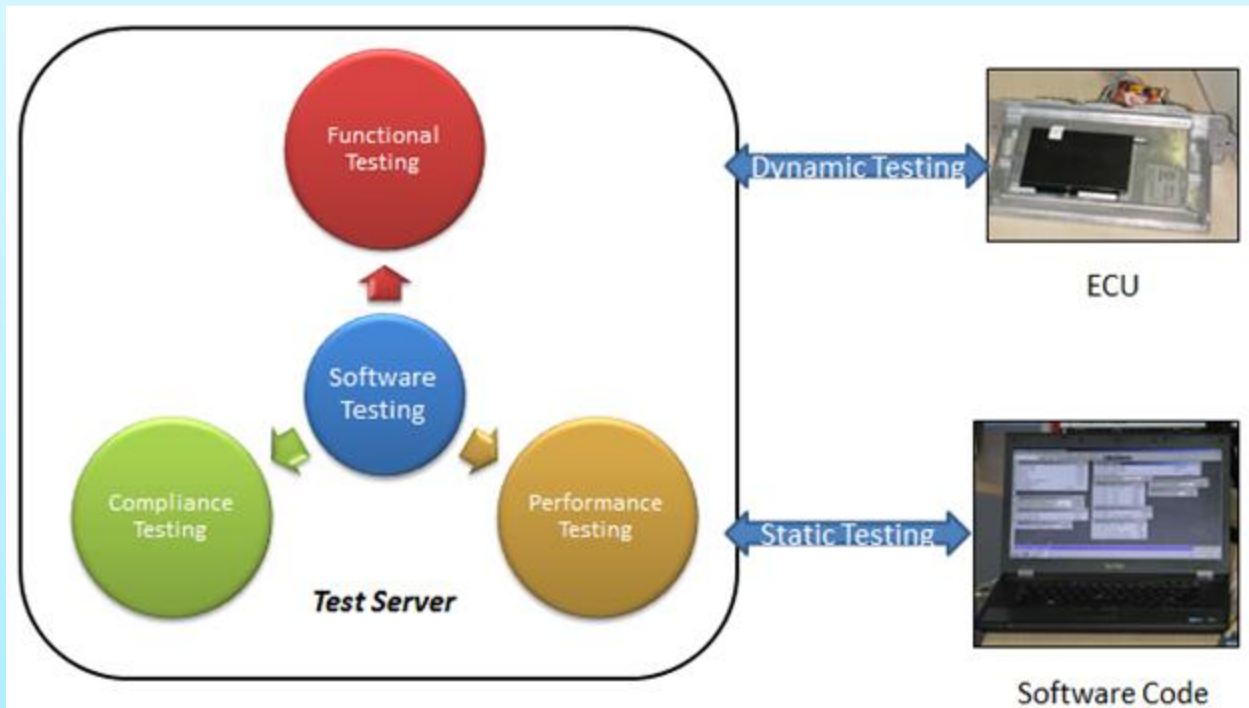 Functional
Testing
Dynamic Testing
ECU
Software
Testing
Compliance
Testing
Performance
Testing
Static Testing
Test Server
Software Code